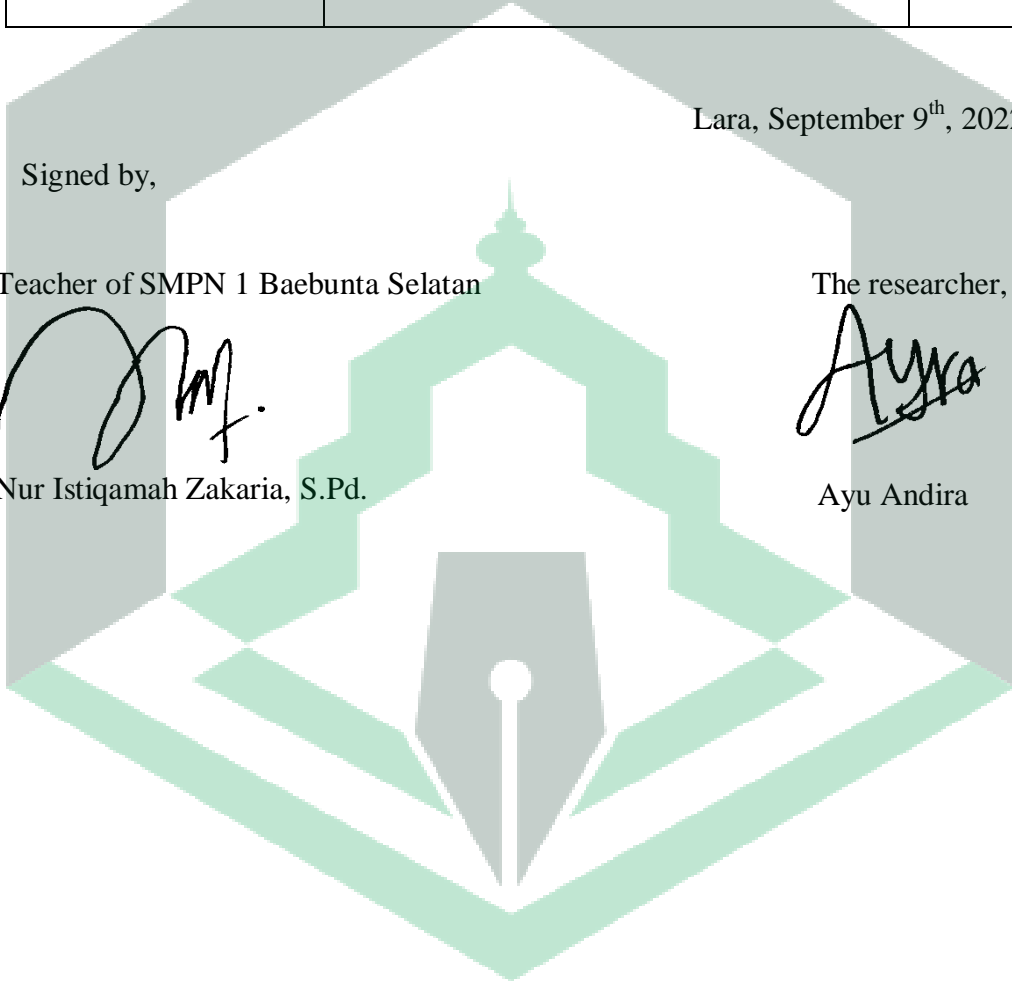 Lara, September 9th, 2022
Signed by,
Teacher of SMPN 1 Baebunta Selatan
The researcher,
Nur Istiqamah Zakaria, S.Pd.
Ayu Andira